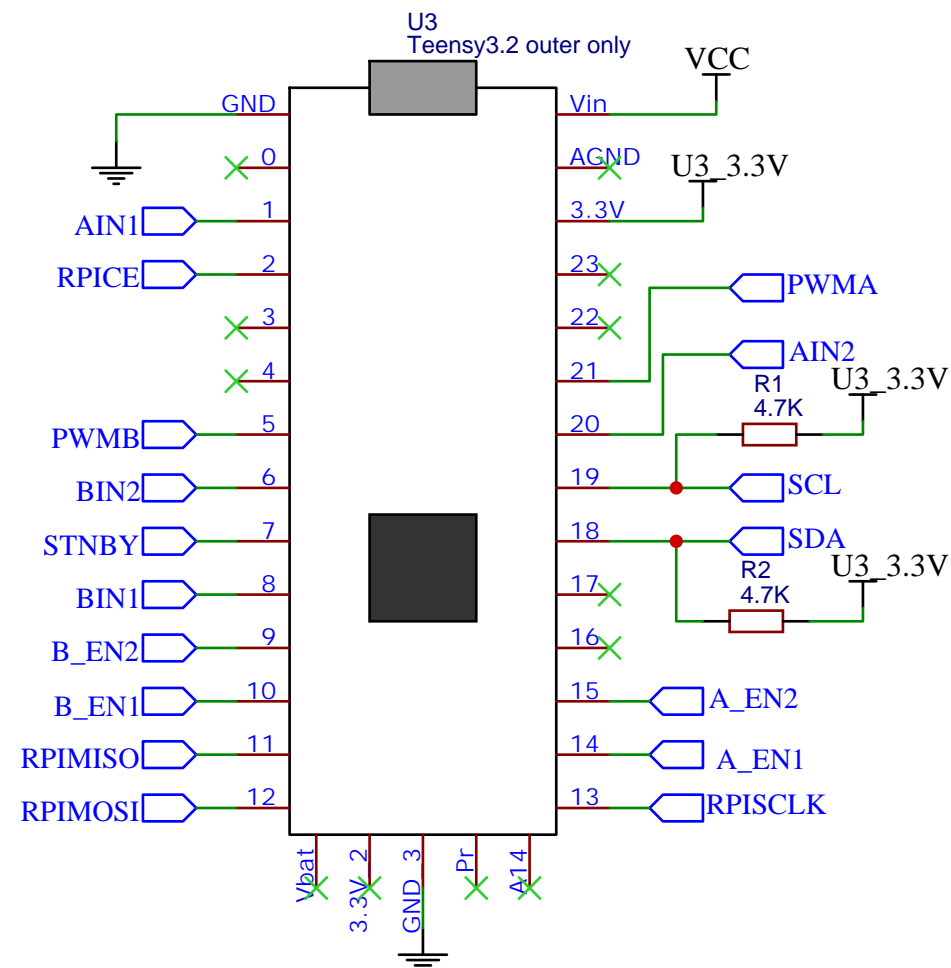 U3
Teensy3.2 outer only
VCC
GND
Vin
0
AGND
U3_3.3V
AIN1
1
3.3V
RPICE
2
23
PWMA
3
22
AIN2
4
21
R1
4.7K
U3_3.3V
PWMB
5
20
BIN2
6
19
SCL
STNBY
7
18
SDA
R2
4.7K
U3_3.3V
BIN1
8
17
B_EN2
9
16
B_EN1
10
15
A_EN2
RPIMISO
11
14
A_EN1
RPIMOSI
12
13
RPISCLK
Vbat
3.3V_2
GND_3
Pr
A14